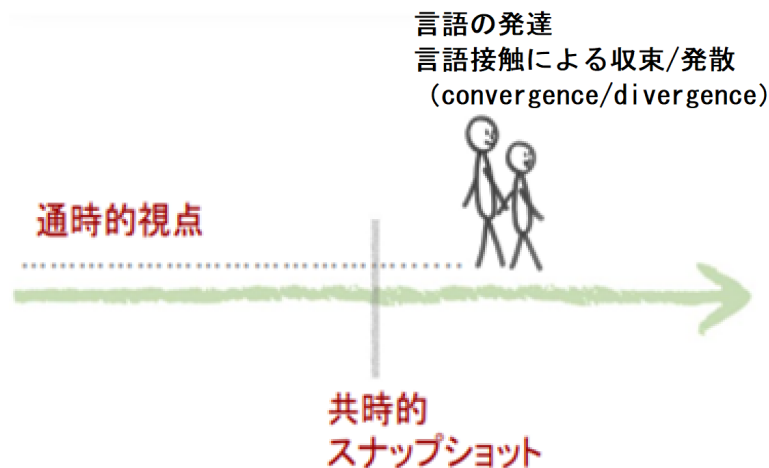 言語の発達
言語接触による収束/発散
（convergence/divergence）
通時的視点
共時的
スナップショット